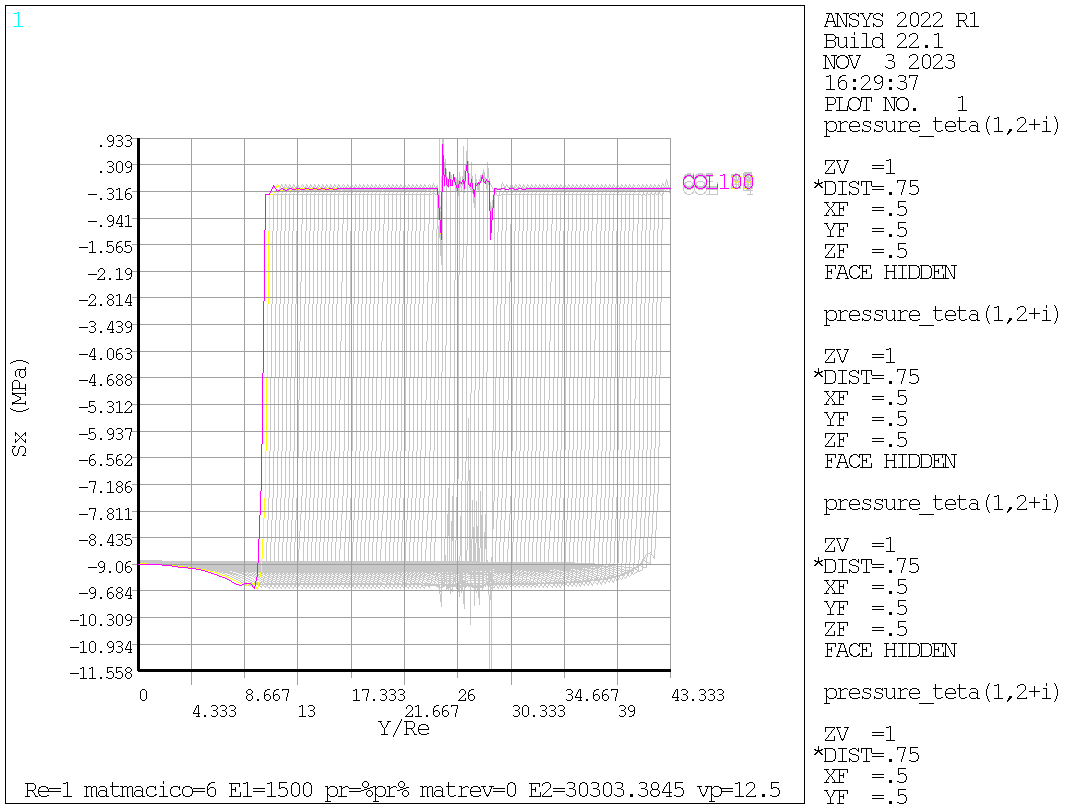 1
.933
.309
-.316
-.941
-1.565
-2.19
-2.814
-3.439
-4.063
-4.688
-5.312
-5.937
-6.562
-7.186
-7.811
-8.435
-9.06
-9.684
-10.309
-10.934
-11.558
Sx (MPa)
0
4.333
8.667
13
17.333
21.667
26
30.333
34.667
39
43.333
Y/Re
Re=1 matmacico=6 E1=1500 pr=%pr% matrev=0 E2=30303.3845 vp=12.5
ANSYS 2022 R1
Build 22.1
NOV 3 2023
16:29:37
PLOT NO. 1
pressure_teta(1,2+i)
ZV =1
*DIST=.75
XF =.5
YF =.5
ZF =.5
FACE HIDDEN
pressure_teta(1,2+i)
ZV =1
*DIST=.75
XF =.5
YF =.5
ZF =.5
FACE HIDDEN
pressure_teta(1,2+i)
ZV =1
*DIST=.75
XF =.5
YF =.5
ZF =.5
FACE HIDDEN
pressure_teta(1,2+i)
ZV =1
*DIST=.75
XF =.5
YF =.5